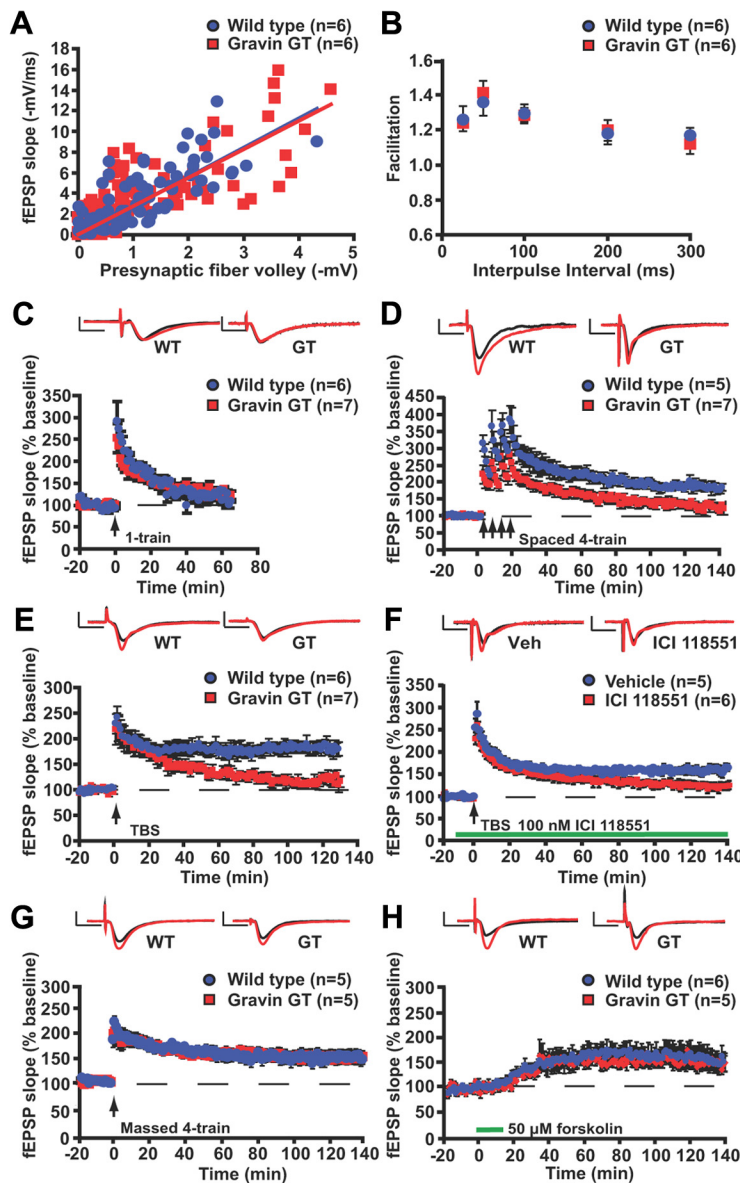 A
Wild type (n=6)
Gravin GT (n=6)
fEPSP slope (-mV/ms)
18
16
14
12
10
8
6
4
2
0
0 1 2 3 4 5
Presynaptic fiber volley (-mV)
B
Wild type (n=6)
Gravin GT (n=6)
Facilitation
1.6
1.4
1.2
1.0
0.8
0.6
0 100 200 300
Interpulse Interval (ms)
C
WT GT
Wild type (n=6)
Gravin GT (n=7)
fEPSP slope (% baseline)
350
300
250
200
150
100
50
0
1-train
-20 0 20 40 60 80
Time (min)
D
WT GT
Wild type (n=5)
Gravin GT (n=7)
fEPSP slope (% baseline)
450
400
350
300
250
200
150
100
50
0
Spaced 4-train
-20 0 20 40 60 80 100 120 140
Time (min)
E
WT GT
Wild type (n=6)
Gravin GT (n=7)
fEPSP slope (% baseline)
300
250
200
150
100
50
0
TBS
-20 0 20 40 60 80 100 120 140
Time (min)
F
Veh ICI 118551
Vehicle (n=5)
ICI 118551 (n=6)
fEPSP slope (% baseline)
350
300
250
200
150
100
50
0
TBS 100 nM ICI 118551
-20 0 20 40 60 80 100 120 140
Time (min)
G
WT GT
Wild type (n=5)
Gravin GT (n=5)
fEPSP slope (% baseline)
300
250
200
150
100
50
0
Massed 4-train
-20 0 20 40 60 80 100 120 140
Time (min)
H
WT GT
Wild type (n=6)
Gravin GT (n=5)
fEPSP slope (% baseline)
300
250
200
150
100
50
0
50 µM forskolin
-20 0 20 40 60 80 100 120 140
Time (min)